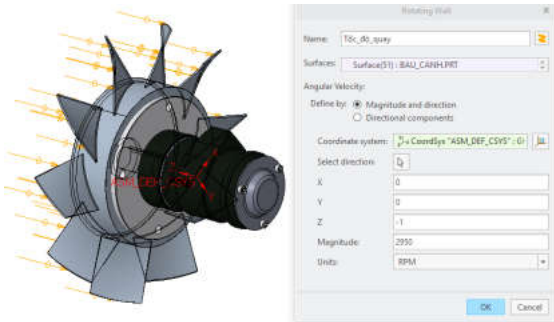 Rotating Wall
Name: Tốc_độ_quay
Surfaces: Surface(51) : BAU_CANH.PRT
Angular Velocity:
Define by: Magnitude and direction
Directional components
Coordinate system: CoordSys "ASM_DEF_CSYS" :
Select direction:
X 0
Y 0
Z -1
Magnitude: 2950
Units: RPM
OK Cancel
ASM_DEF_CSYS